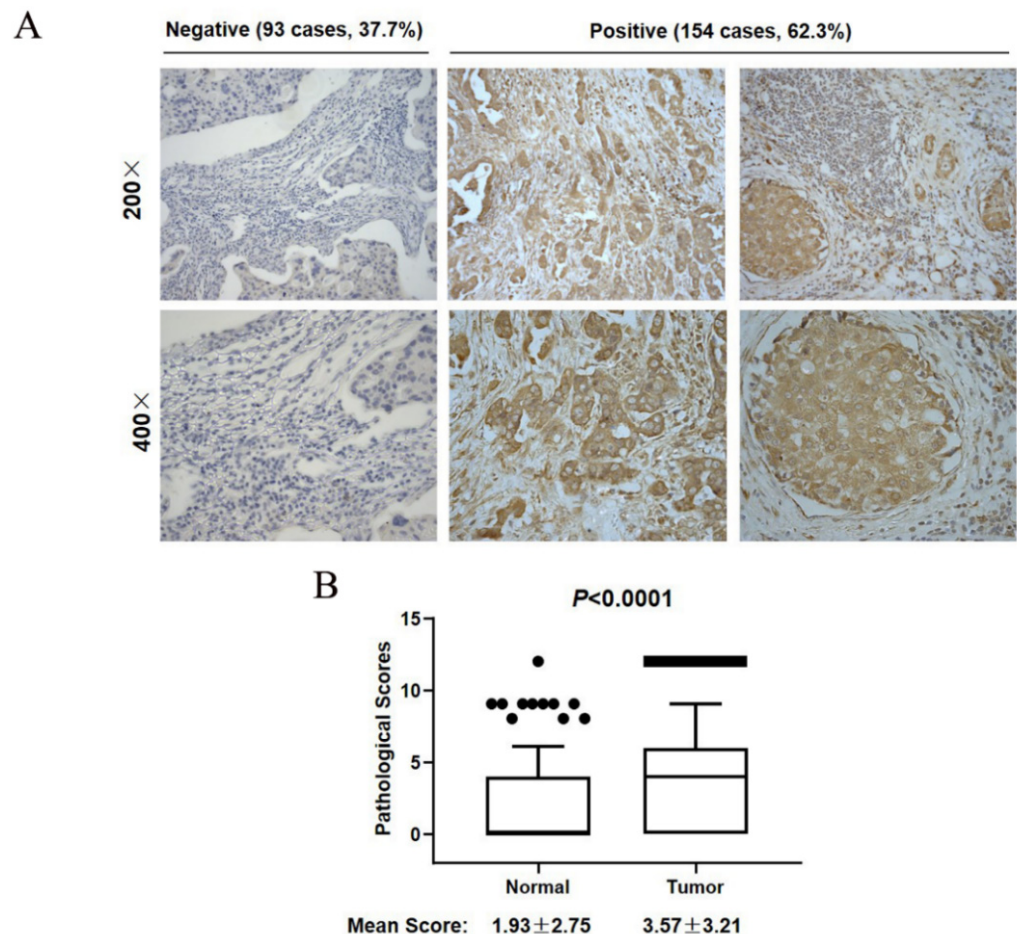 A
Negative (93 cases, 37.7%)
Positive (154 cases, 62.3%)
200×
400×
B
P<0.0001
Pathological Scores
15
10
5
0
Normal
Tumor
Mean Score: 1.93±2.75 3.57±3.21